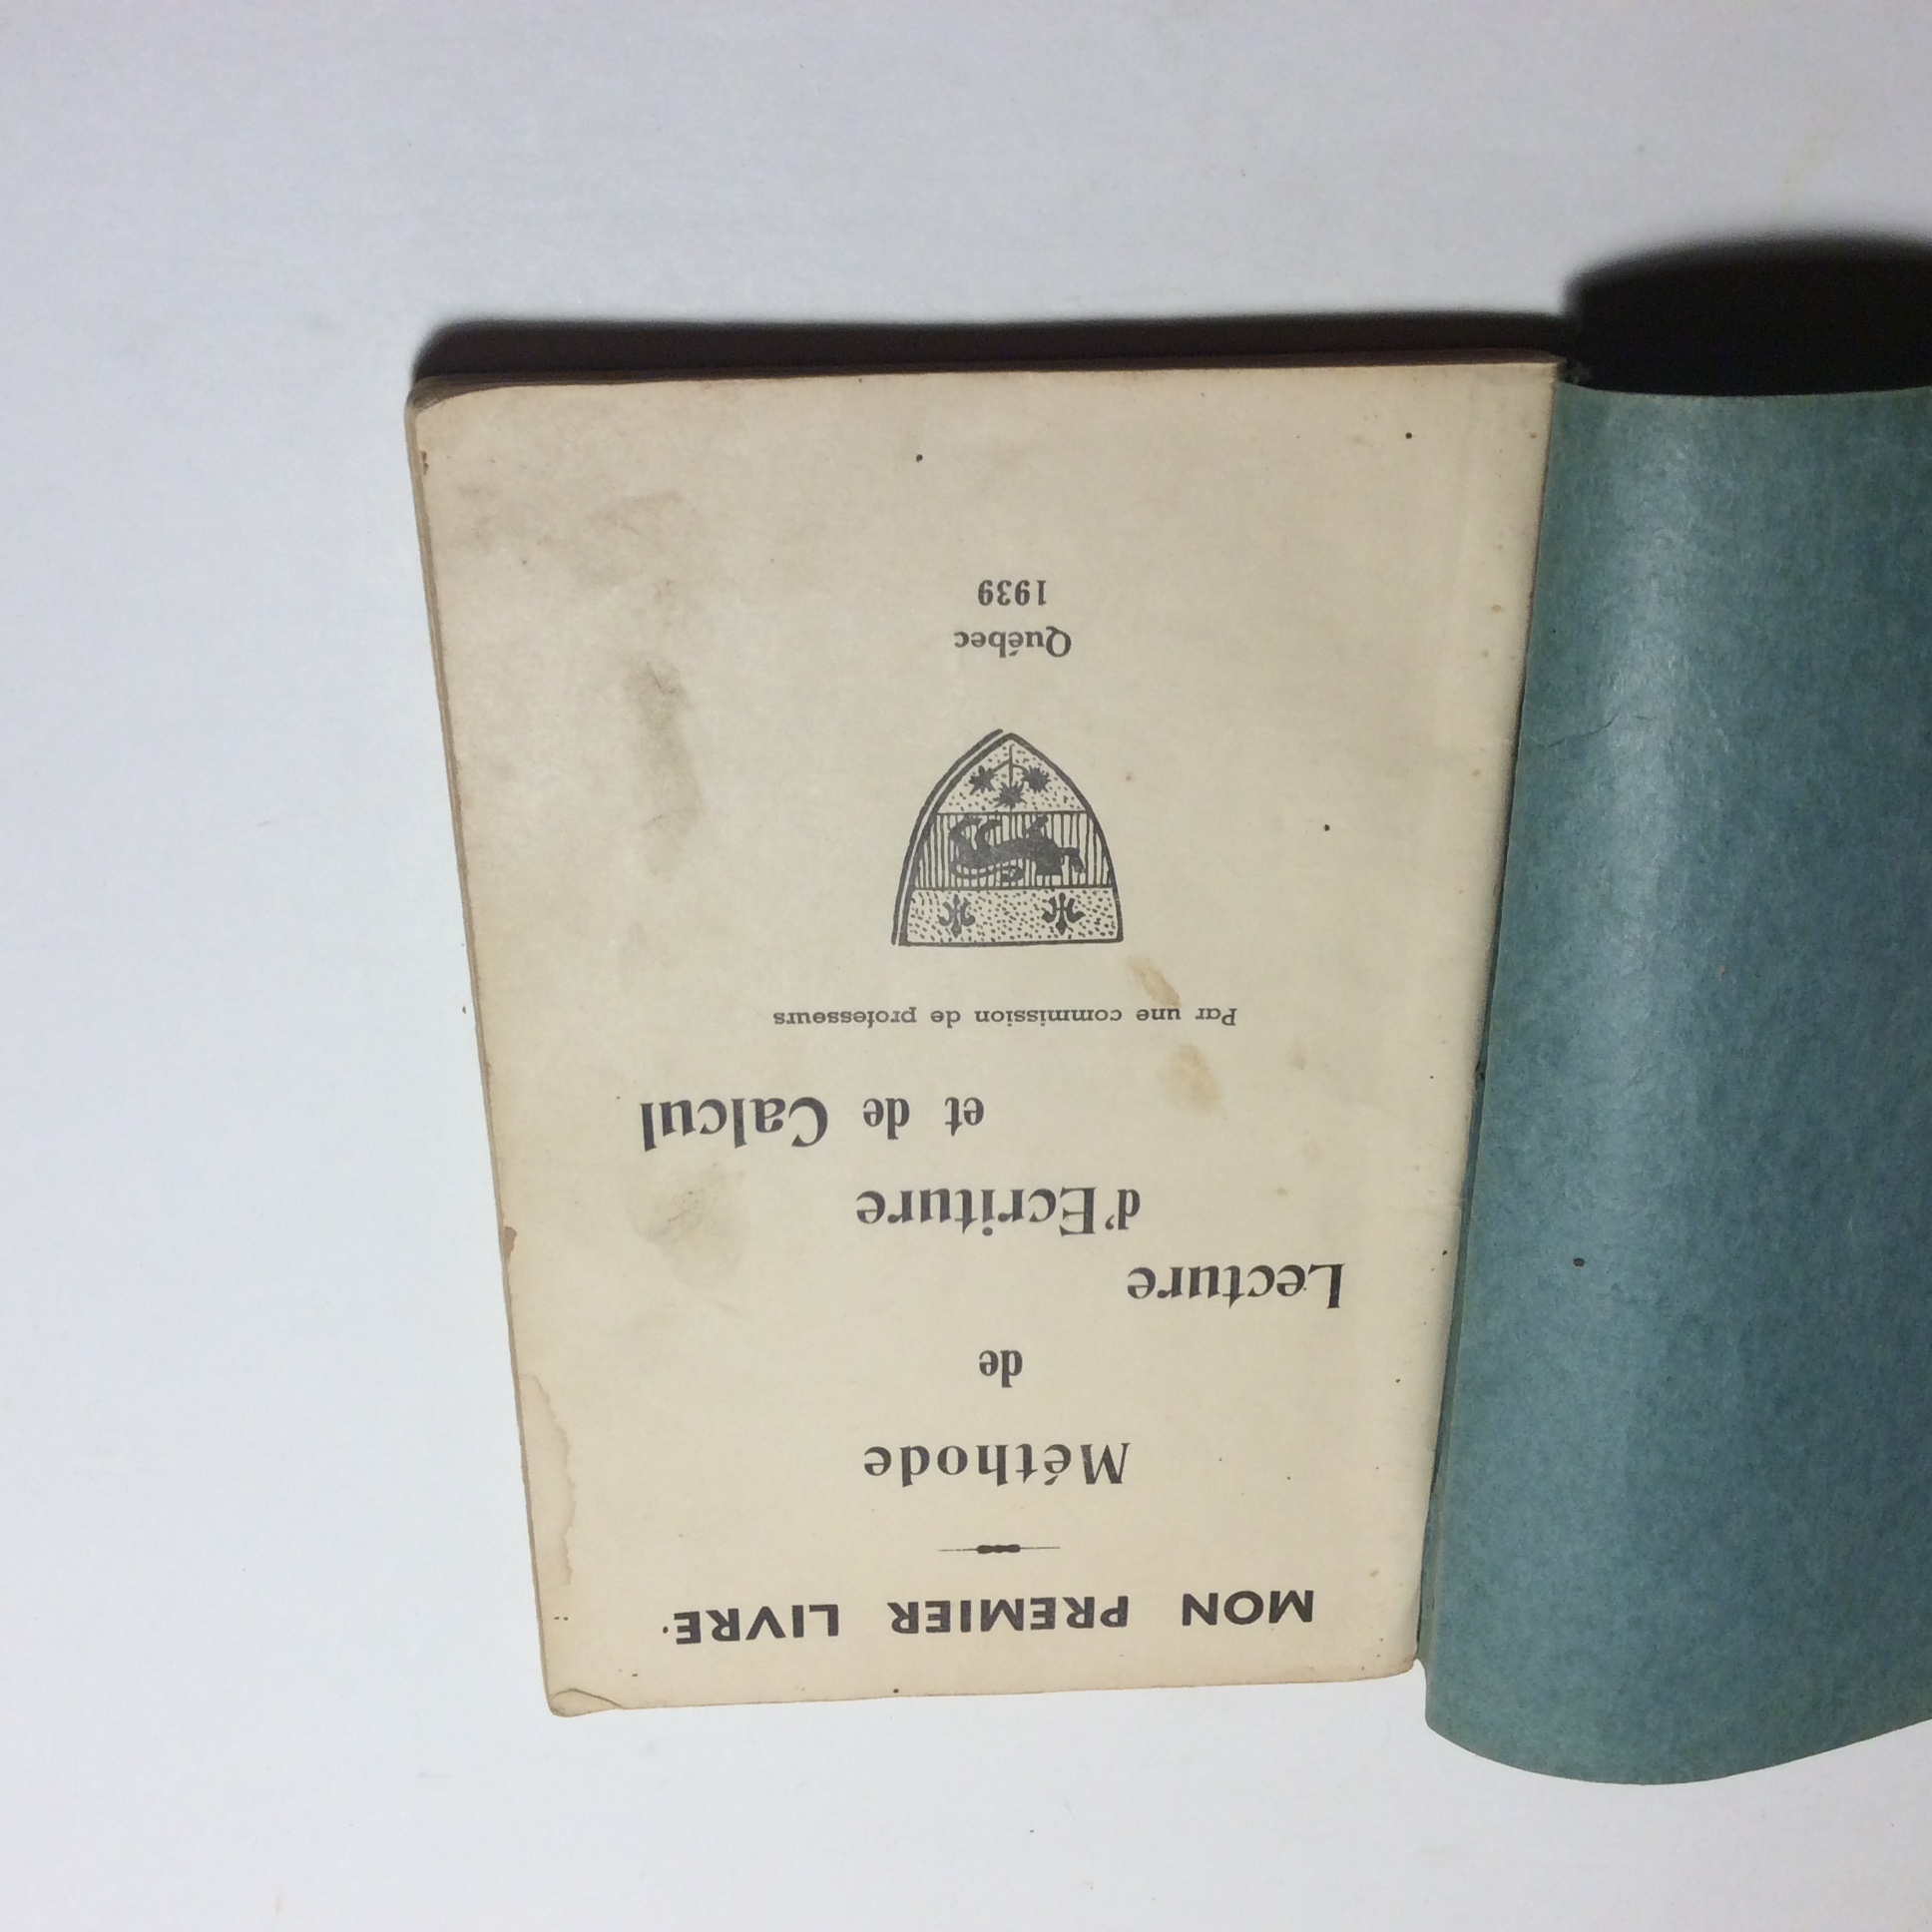 MON PREMIER LIVRE
Méthode
de
Lecture
d'Ecriture
et de Calcul
Par une commission de professeurs
Québec
1939